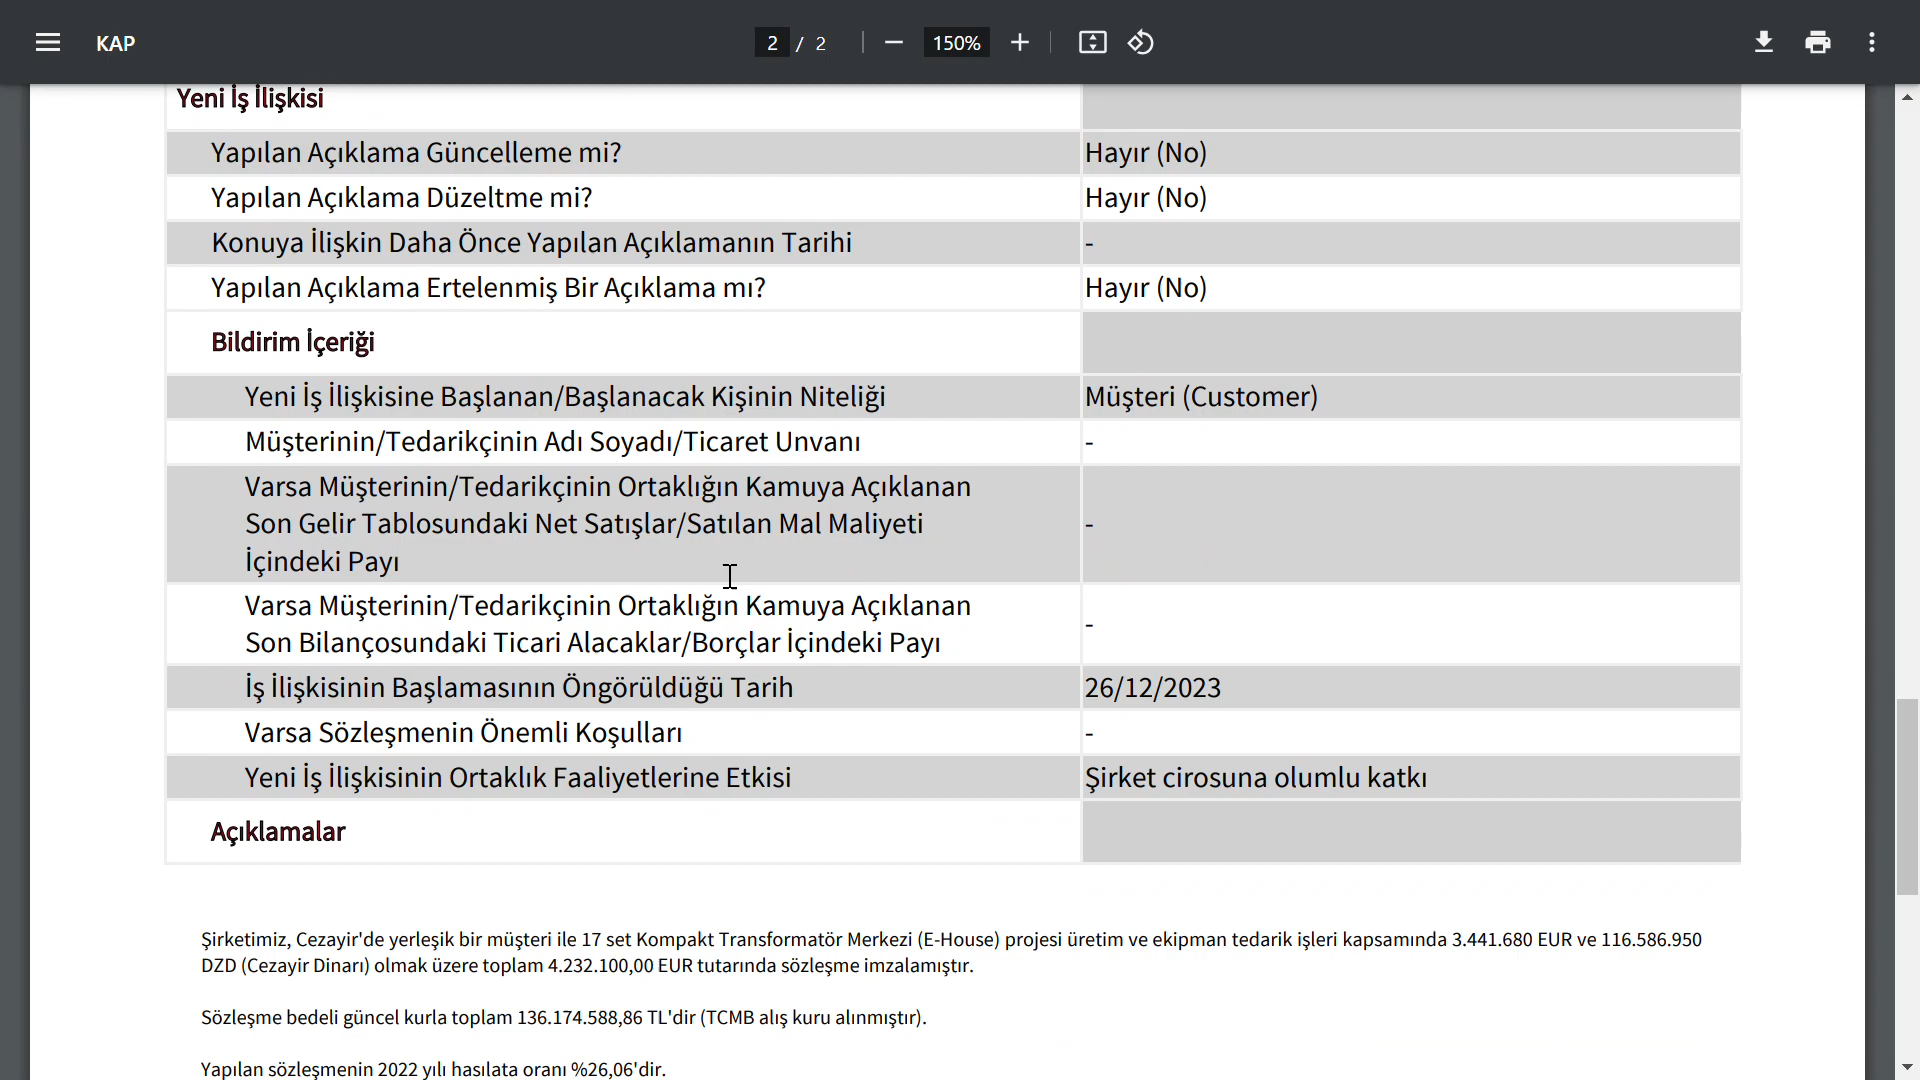 KAP
2 / 2
150%
Yeni İş İlişkisi
Yapılan Açıklama Güncelleme mi? Hayır (No)
Yapılan Açıklama Düzeltme mi? Hayır (No)
Konuya İlişkin Daha Önce Yapılan Açıklamanın Tarihi -
Yapılan Açıklama Ertelenmiş Bir Açıklama mı? Hayır (No)
Bildirim İçeriği
Yeni İş İlişkisine Başlanan/Başlanacak Kişinin Niteliği Müşteri (Customer)
Müşterinin/Tedarikçinin Adı Soyadı/Ticaret Unvanı -
Varsa Müşterinin/Tedarikçinin Ortaklığın Kamuya Açıklanan
Son Gelir Tablosundaki Net Satışlar/Satılan Mal Maliyeti -
İçindeki Payı
Varsa Müşterinin/Tedarikçinin Ortaklığın Kamuya Açıklanan
Son Bilançosundaki Ticari Alacaklar/Borçlar İçindeki Payı -
İş İlişkisinin Başlamasının Öngörüldüğü Tarih 26/12/2023
Varsa Sözleşmenin Önemli Koşulları -
Yeni İş İlişkisinin Ortaklık Faaliyetlerine Etkisi Şirket cirosuna olumlu katkı
Açıklamalar
Şirketimiz, Cezayir'de yerleşik bir müşteri ile 17 set Kompakt Transformatör Merkezi (E-House) projesi üretim ve ekipman tedarik işleri kapsamında 3.441.680 EUR ve 116.586.950
DZD (Cezayir Dinarı) olmak üzere toplam 4.232.100,00 EUR tutarında sözleşme imzalamıştır.
Sözleşme bedeli güncel kurla toplam 136.174.588,86 TL'dir (TCMB alış kuru alınmıştır).
Yapılan sözleşmenin 2022 yılı hasılata oranı %26,06'dir.